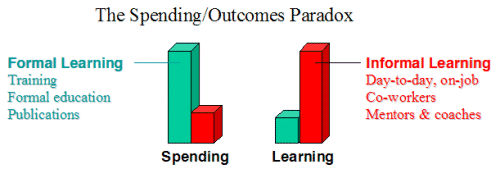 The Spending/Outcomes Paradox
Formal Learning
Training
Formal education
Publications
Informal Learning
Day-to-day, on-job
Co-workers
Mentors & coaches
Spending
Learning